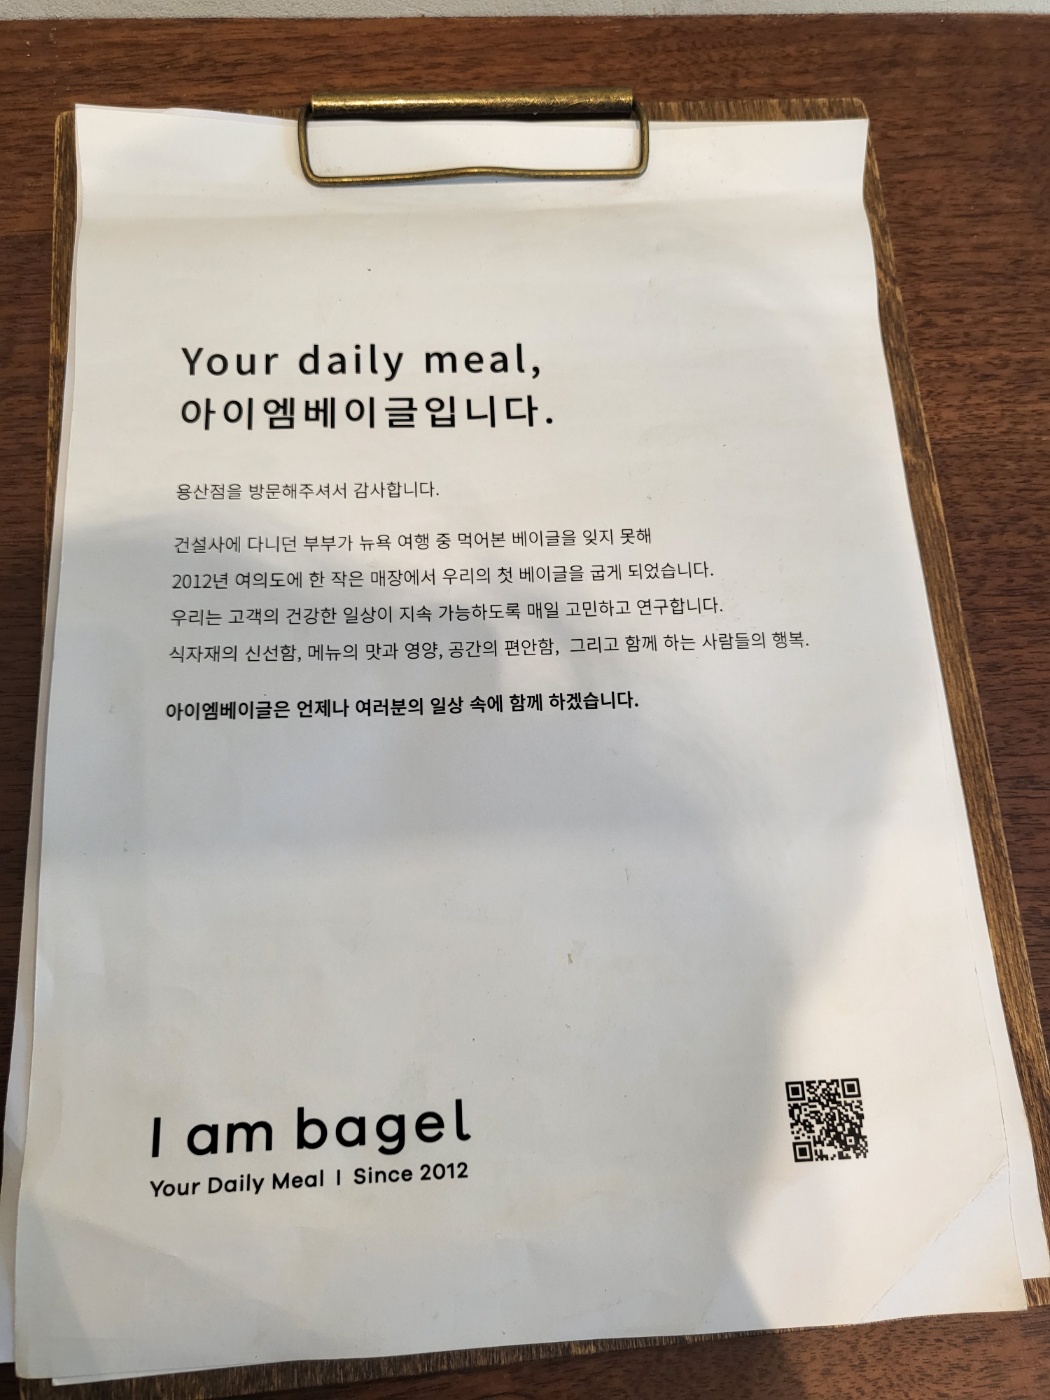 Your daily meal,
아이엠베이글입니다.
용산점을 방문해주셔서 감사합니다.
건설사에 다니던 부부가 뉴욕 여행 중 먹어본 베이글을 잊지 못해
2012년 여의도에 한 작은 매장에서 우리의 첫 베이글을 굽게 되었습니다.
우리는 고객의 건강한 일상이 지속 가능하도록 매일 고민하고 연구합니다.
식자재의 신선함, 메뉴의 맛과 영양, 공간의 편안함, 그리고 함께 하는 사람들의 행복.
아이엠베이글은 언제나 여러분의 일상 속에 함께 하겠습니다.
I am bagel
Your Daily Meal | Since 2012